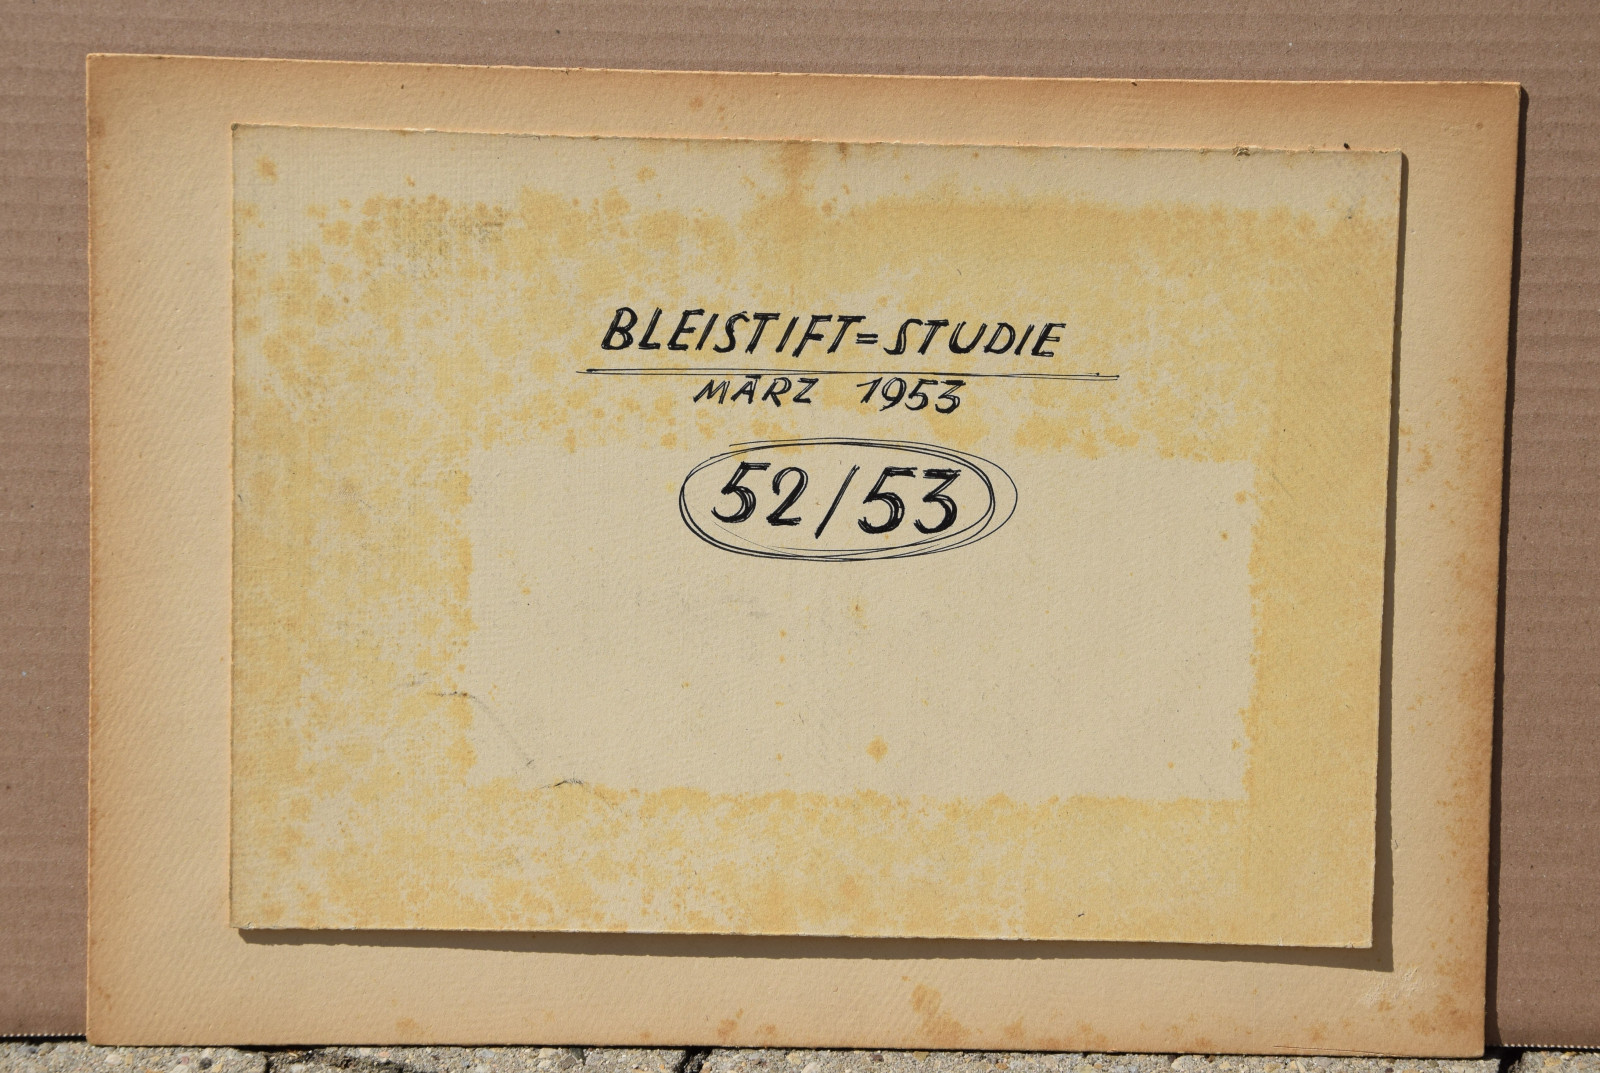 BLEISTIFT=STUDIE
MÄRZ 1953
52/53